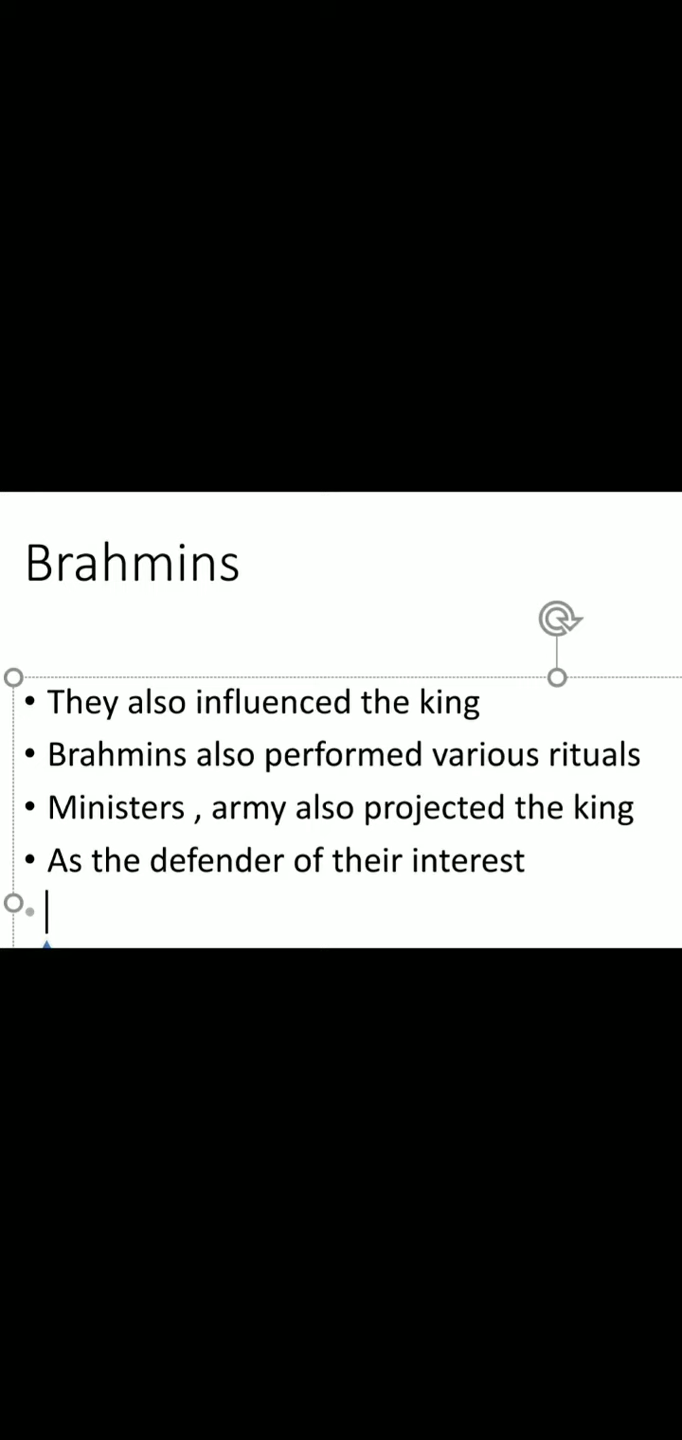 Brahmins
• They also influenced the king
• Brahmins also performed various rituals
• Ministers , army also projected the king
• As the defender of their interest